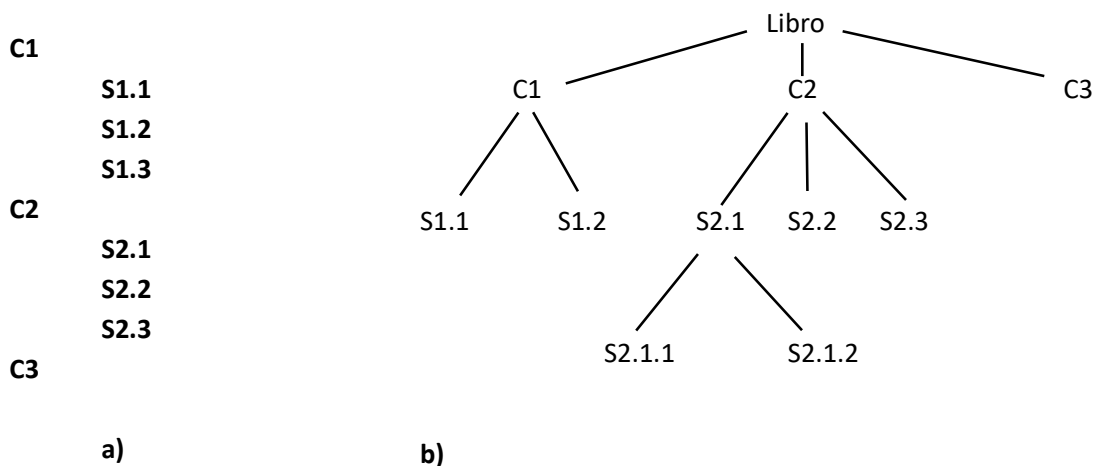 C1
S1.1
S1.2
S1.3
C2
S2.1
S2.2
S2.3
C3
a)
Libro
C1 C2 C3
S1.1 S1.2 S2.1 S2.2 S2.3
S2.1.1 S2.1.2
b)